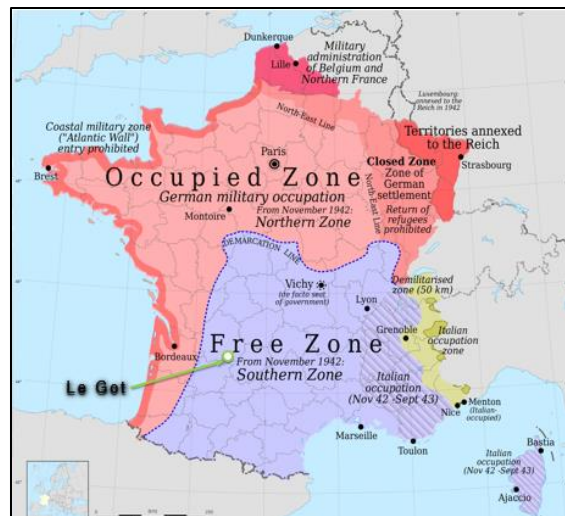 Dunkerque
Lille
Military
administration
of Belgium and
Northern France
Luxembourg
annexed to the
Reich in 1942
Coastal military zone
("Atlantic Wall")
entry prohibited
North-East Line
Territories annexed
to the Reich
Paris
Closed Zone
Zone of
German
settlement
Strasbourg
Brest
Occupied Zone
German military occupation
North-East Line
Montoire
From November 1942:
Northern Zone
Return of
refugees
prohibited
DEMARCATION LINE
Vichy
(de facto seat
of government)
Demilitarised
zone (50 km)
Lyon
Free Zone
Grenoble
Italian
occupation
zone
Bordeaux
From November 1942:
Southern Zone
Le Got
Italian
occupation
(Nov 42 -Sept 43)
Menton
(Italian-
occupied)
Nice
Marseille
Toulon
Bastia
Italian
occupation
(Nov 42 -Sept 43)
Ajaccio